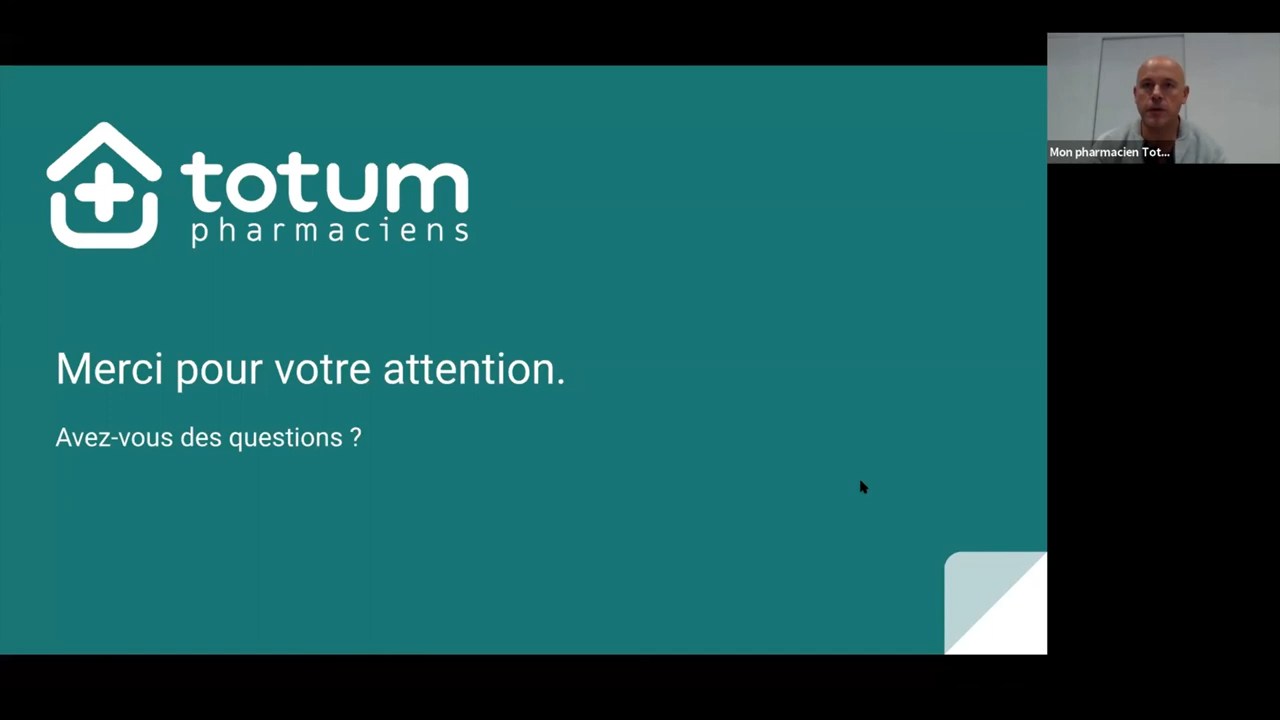 totum
pharmaciens
Merci pour votre attention.
Avez-vous des questions ?
Mon pharmacien Tot...